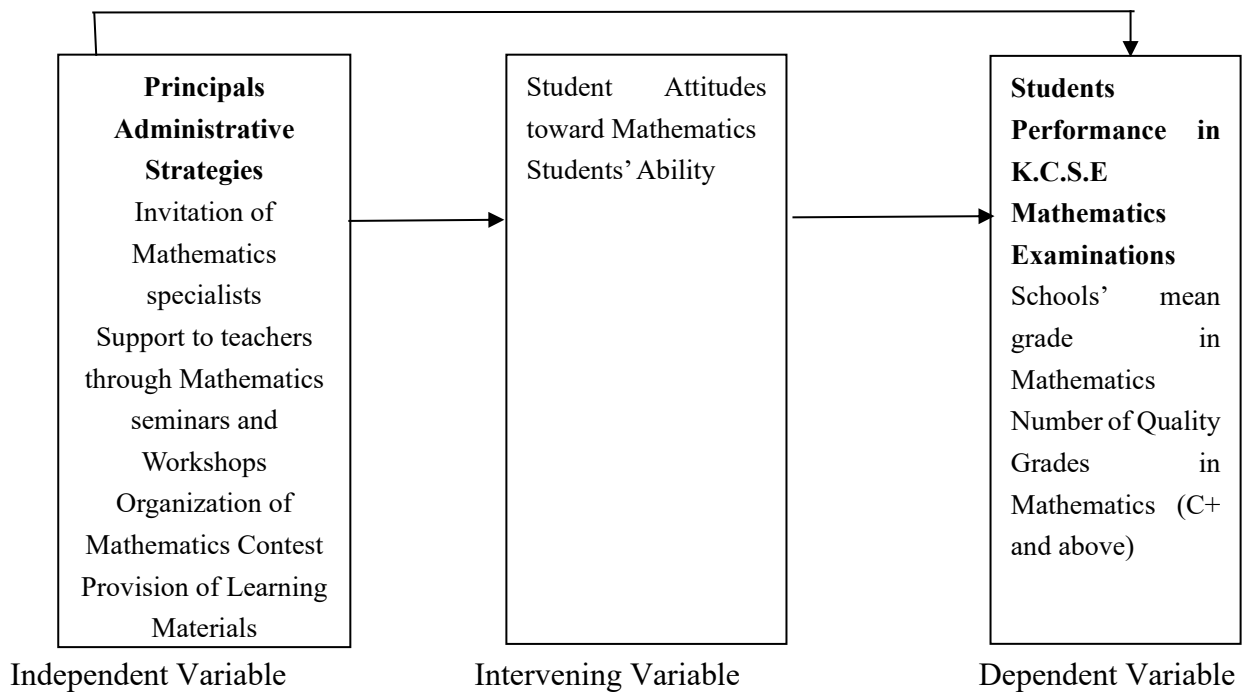 Principals
Administrative
Strategies
Invitation of
Mathematics
specialists
Support to teachers
through Mathematics
seminars and
Workshops
Organization of
Mathematics Contest
Provision of Learning
Materials
Independent Variable
Student Attitudes
toward Mathematics
Students’ Ability
Intervening Variable
Students
Performance in
K.C.S.E
Mathematics
Examinations
Schools’ mean
grade in
Mathematics
Number of Quality
Grades in
Mathematics (C+
and above)
Dependent Variable